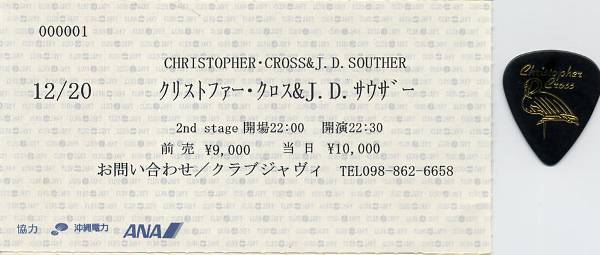 000001
CHRISTOPHER・CROSS&J.D.SOUTHER
12/20 クリストファー・クロス&J.D.サウザー
2nd stage 開場22:00 開演22:30
前売 ¥9,000 当日 ¥10,000
お問い合わせ／クラブジャヴィ TEL098-862-6658
協力 沖縄電力 ANA
Christopher
Cross